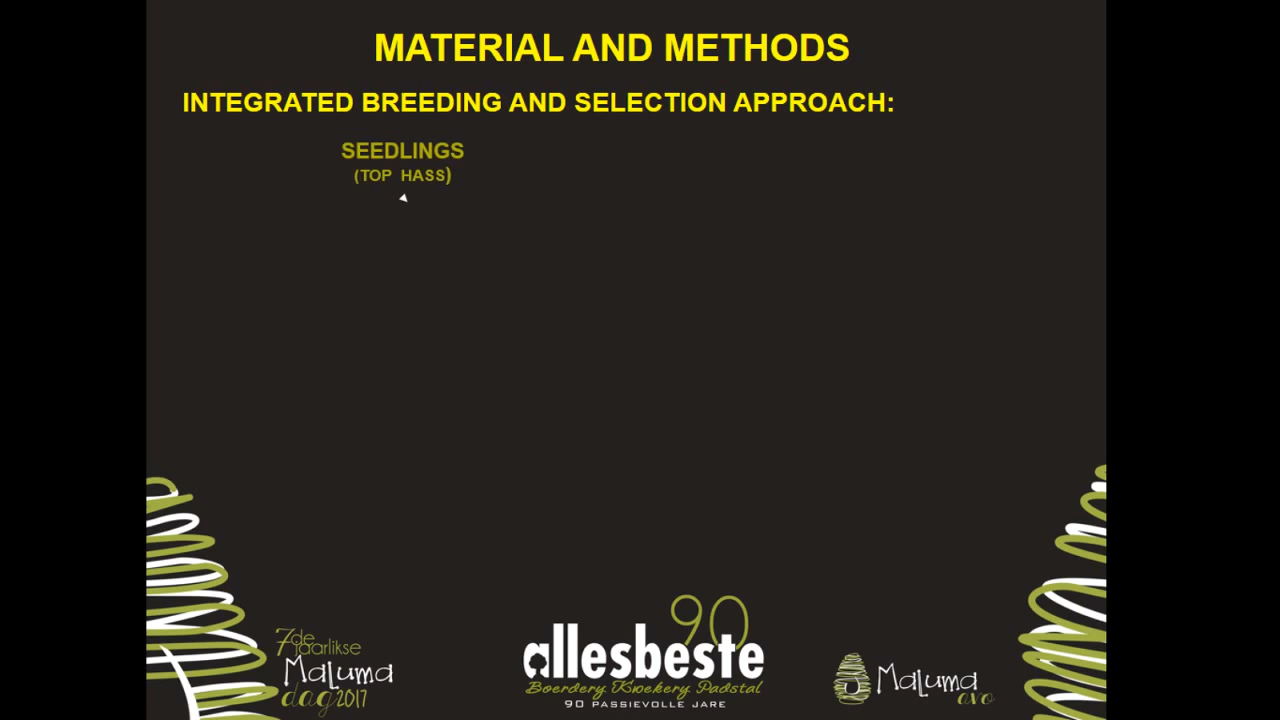 MATERIAL AND METHODS
INTEGRATED BREEDING AND SELECTION APPROACH:
SEEDLINGS
(TOP HASS)
90
7de
jaarlikse
Maluma
dag 2017
allesbeste
Boerdery Kwekery Padstal
90 PASSIEVOLLE JARE
Maluma
avo